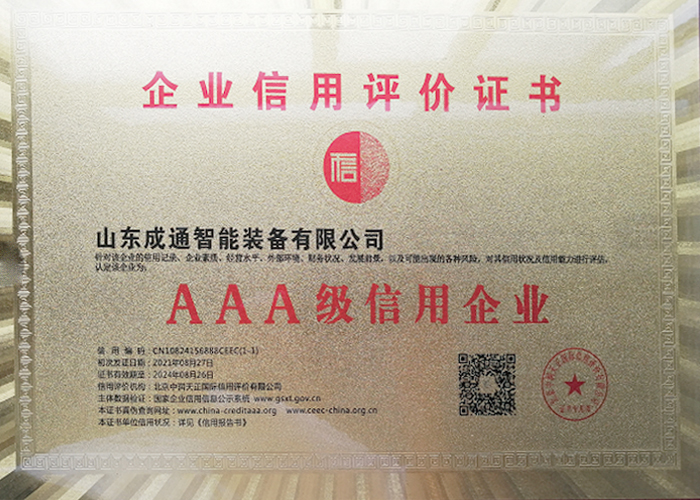 企业信用评价证书
信
山东成通智能装备有限公司
针对该企业的信用记录、企业素质、经营水平、外部环境、财务状况、发展前景，以及可能出现的各种风险，对其信用状况及信用能力进行评估，
认定该企业为：
AAA级信用企业
信用编码：CN10824156888CEEC(1-1)
初次发证日期：2021年08月27日
证书有效期至：2024年08月26日
信用评价机构：北京中润天正国际信用评价有限公司
主体数据验证：国家企业信用信息公示系统 www.gsxt.gov.cn
本证书真伪查询网址：www.china-creditaaa.org www.ceec-china.org.cn
本证书单位信用状况：详见《信用报告书》